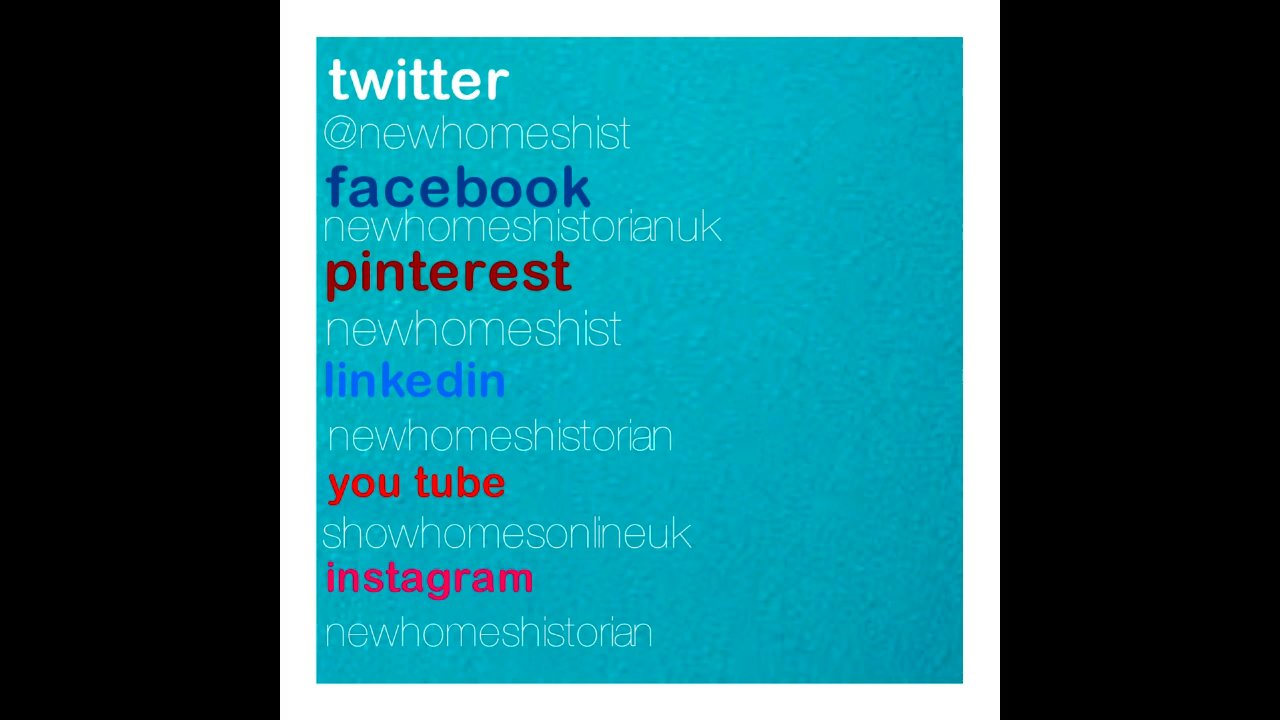 twitter
@newhomeshist
facebook
newhomeshistorianuk
pinterest
newhomeshist
linkedin
newhomeshistorian
you tube
showhomesonlineuk
instagram
newhomeshistorian